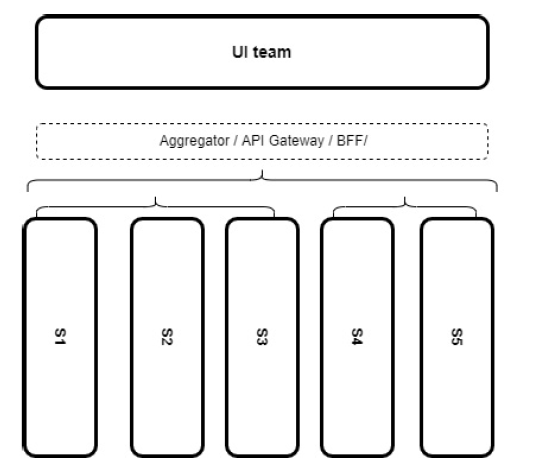 UI team
Aggregator / API Gateway / BFF/
S1
S2
S3
S4
S5